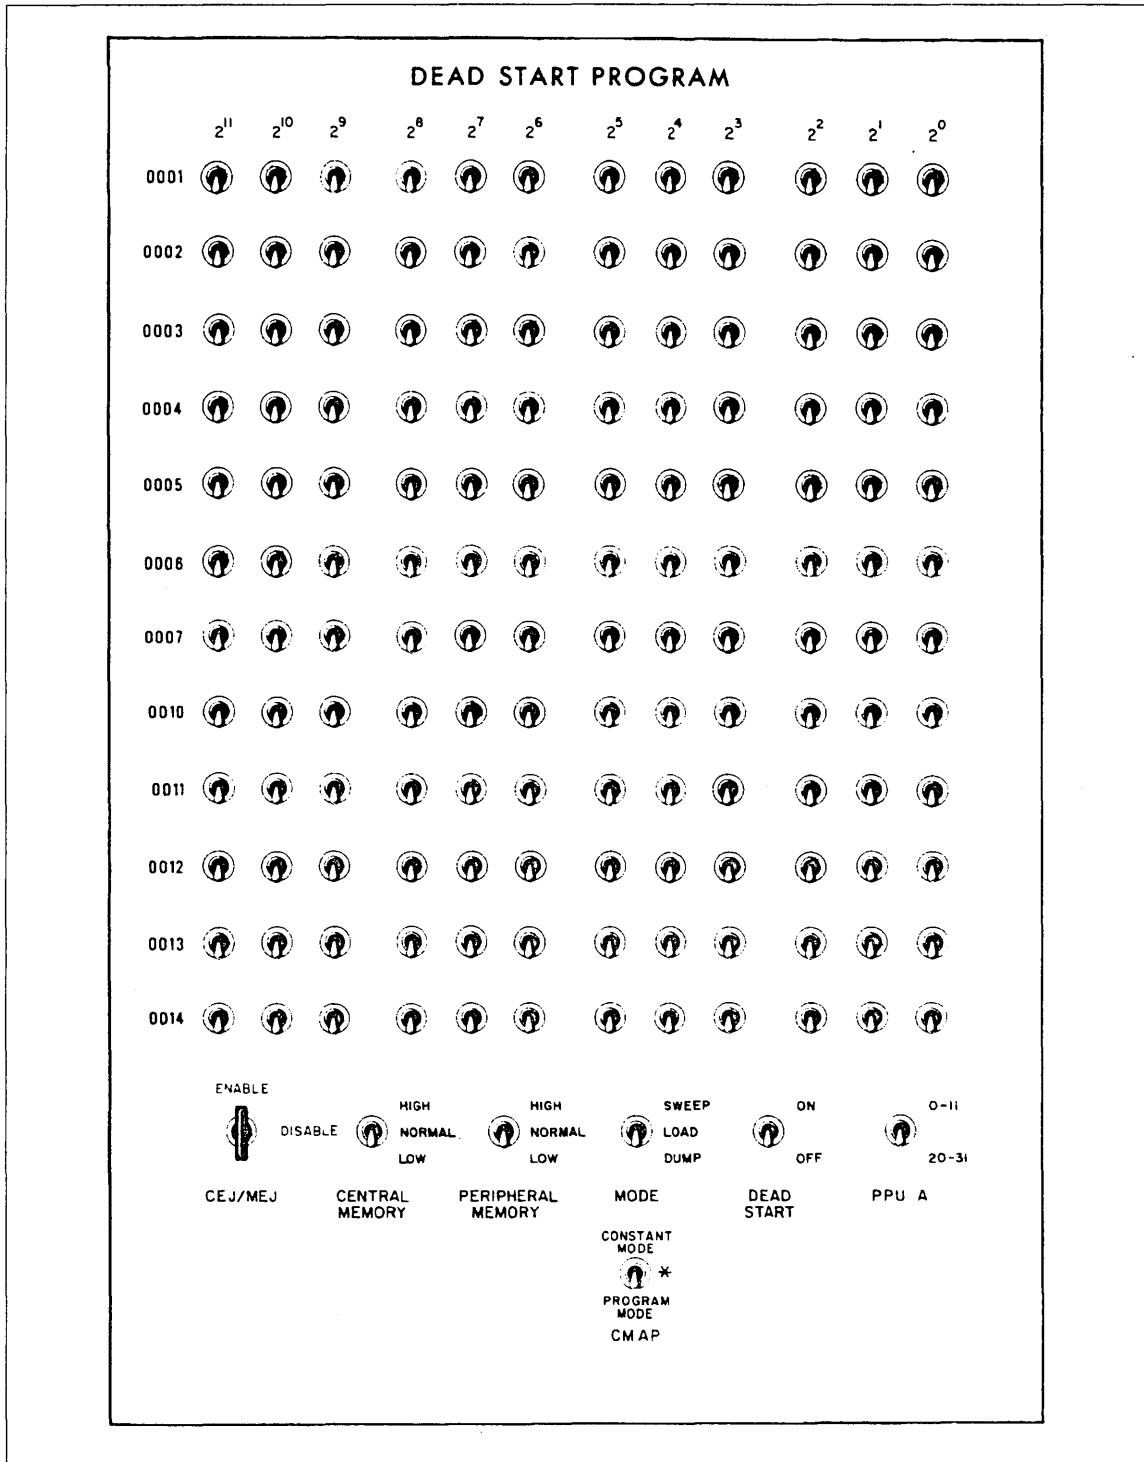 DEAD START PROGRAM
2¹¹ 2¹⁰ 2⁹ 2⁸ 2⁷ 2⁶ 2⁵ 2⁴ 2³ 2² 2¹ 2⁰
0001
0002
0003
0004
0005
0006
0007
0010
0011
0012
0013
0014
ENABLE
DISABLE
CEJ/MEJ
HIGH
NORMAL
LOW
CENTRAL
MEMORY
HIGH
NORMAL
LOW
PERIPHERAL
MEMORY
SWEEP
LOAD
DUMP
MODE
ON
OFF
DEAD
START
0-11
20-31
PPU A
CONSTANT
MODE
*
PROGRAM
MODE
CMAP